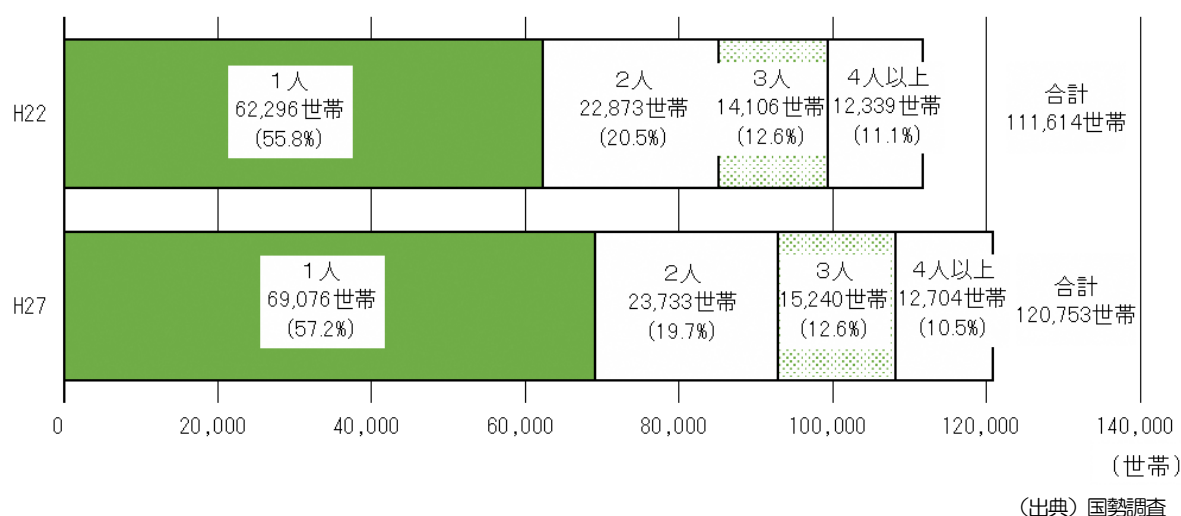 H22
１人
62,296世帯
(55.8%)
２人
22,873世帯
(20.5%)
３人
14,106世帯
(12.6%)
４人以上
12,339世帯
(11.1%)
合計
111,614世帯
H27
１人
69,076世帯
(57.2%)
２人
23,733世帯
(19.7%)
３人
15,240世帯
(12.6%)
４人以上
12,704世帯
(10.5%)
合計
120,753世帯
0 20,000 40,000 60,000 80,000 100,000 120,000 140,000
（世帯）
（出典）国勢調査